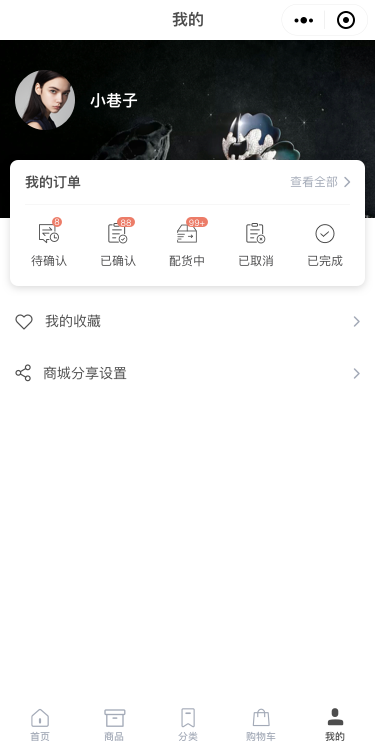 我的
小巷子
我的订单
查看全部
8
88
99+
待确认
已确认
配货中
已取消
已完成
我的收藏
商城分享设置
首页
商品
分类
购物车
我的